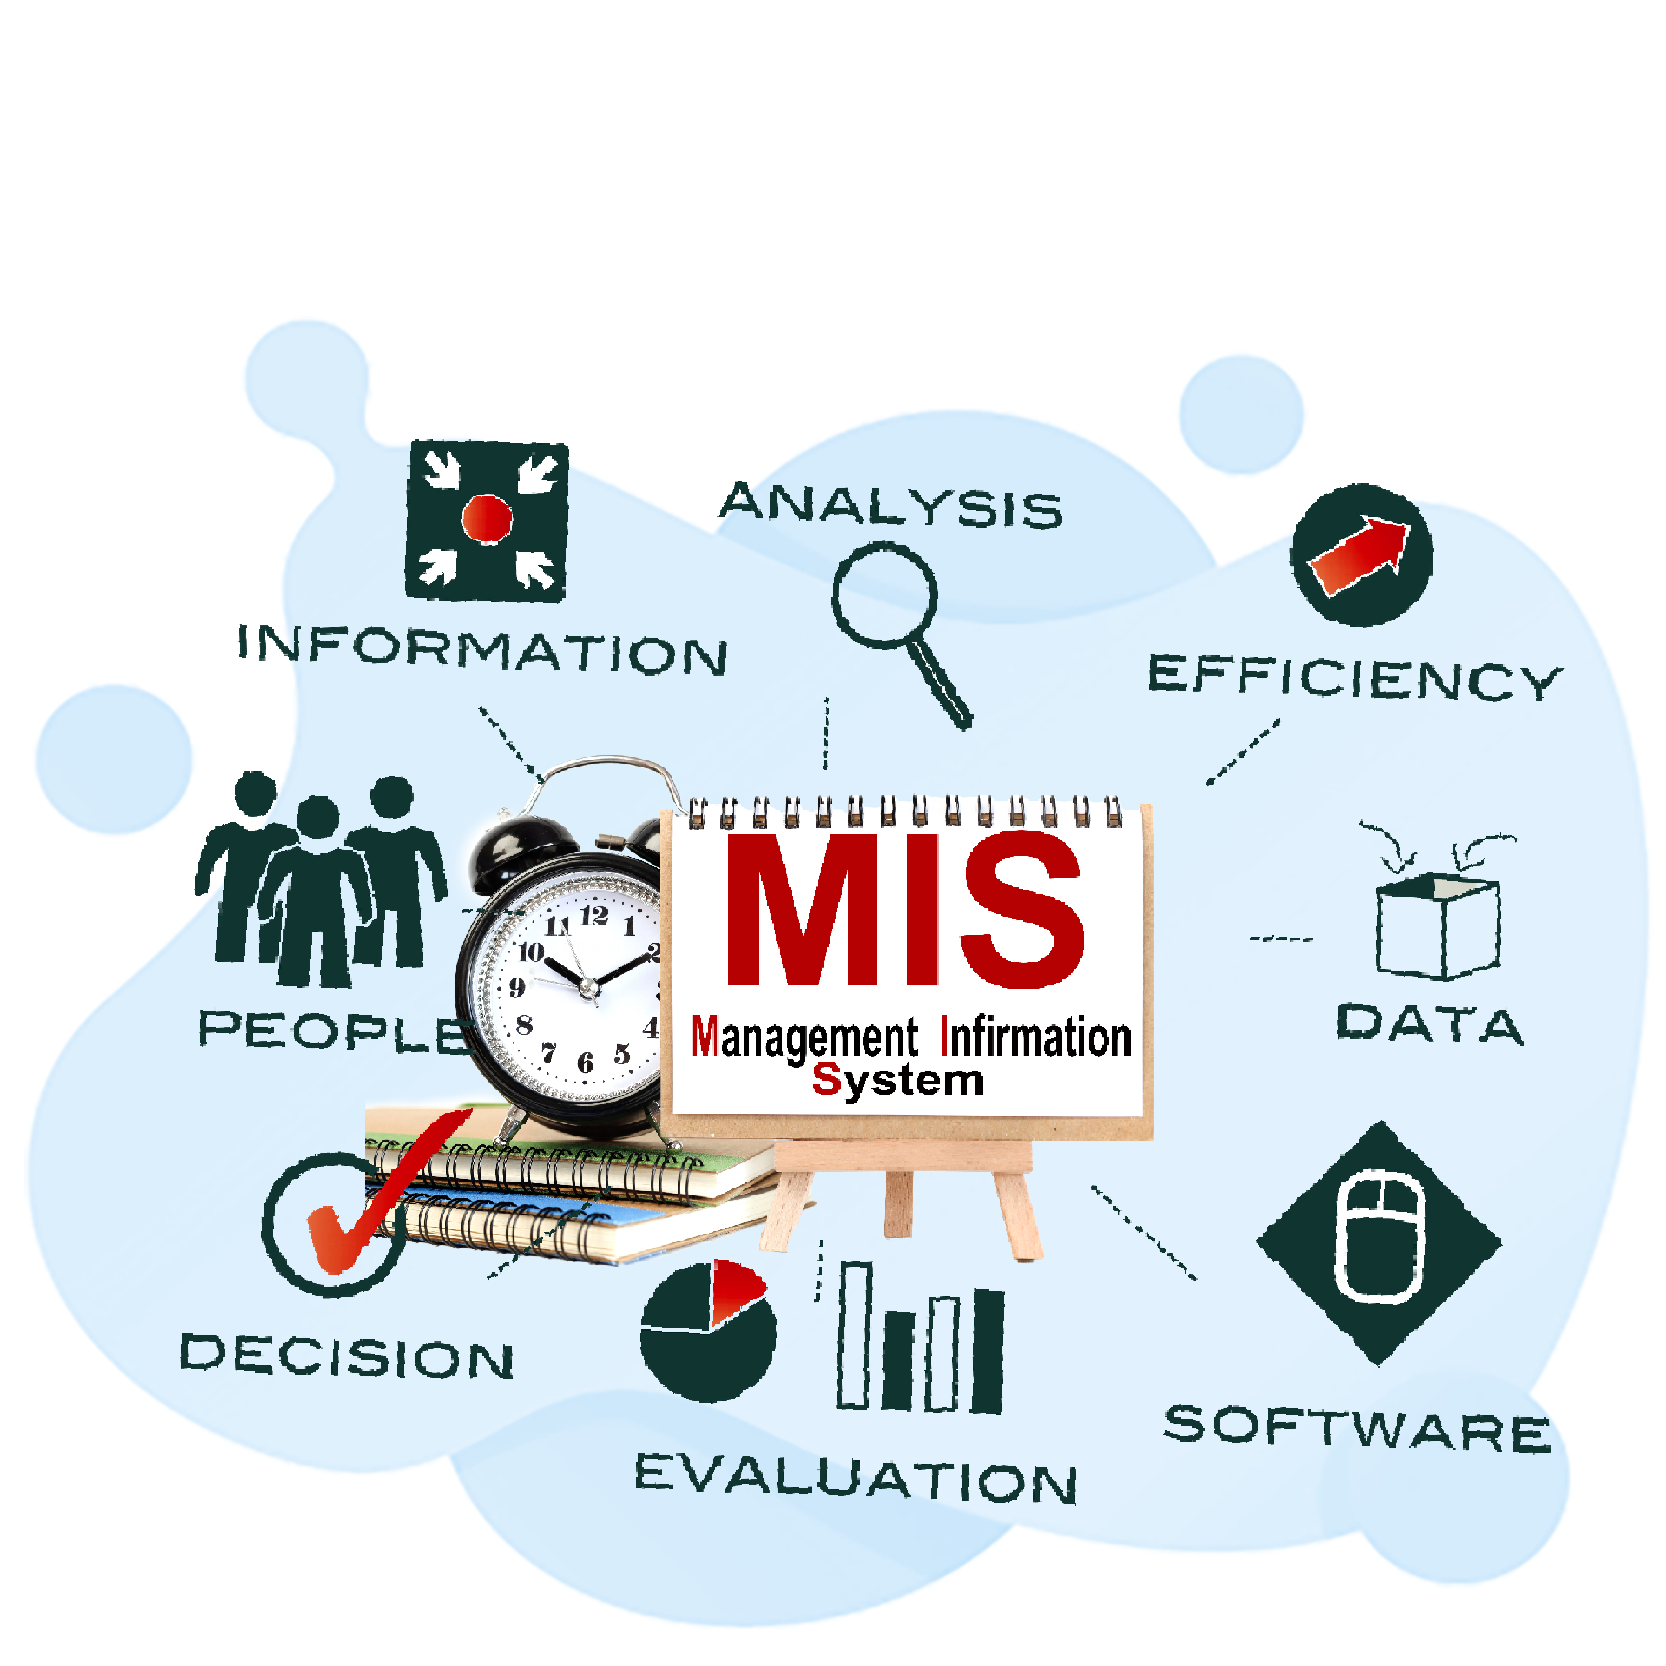 ANALYSIS
INFORMATION
EFFICIENCY
MIS
Management Infirmation
System
PEOPLE
DATA
DECISION
SOFTWARE
EVALUATION
12
1
2
4
5
6
7
8
9
10
11